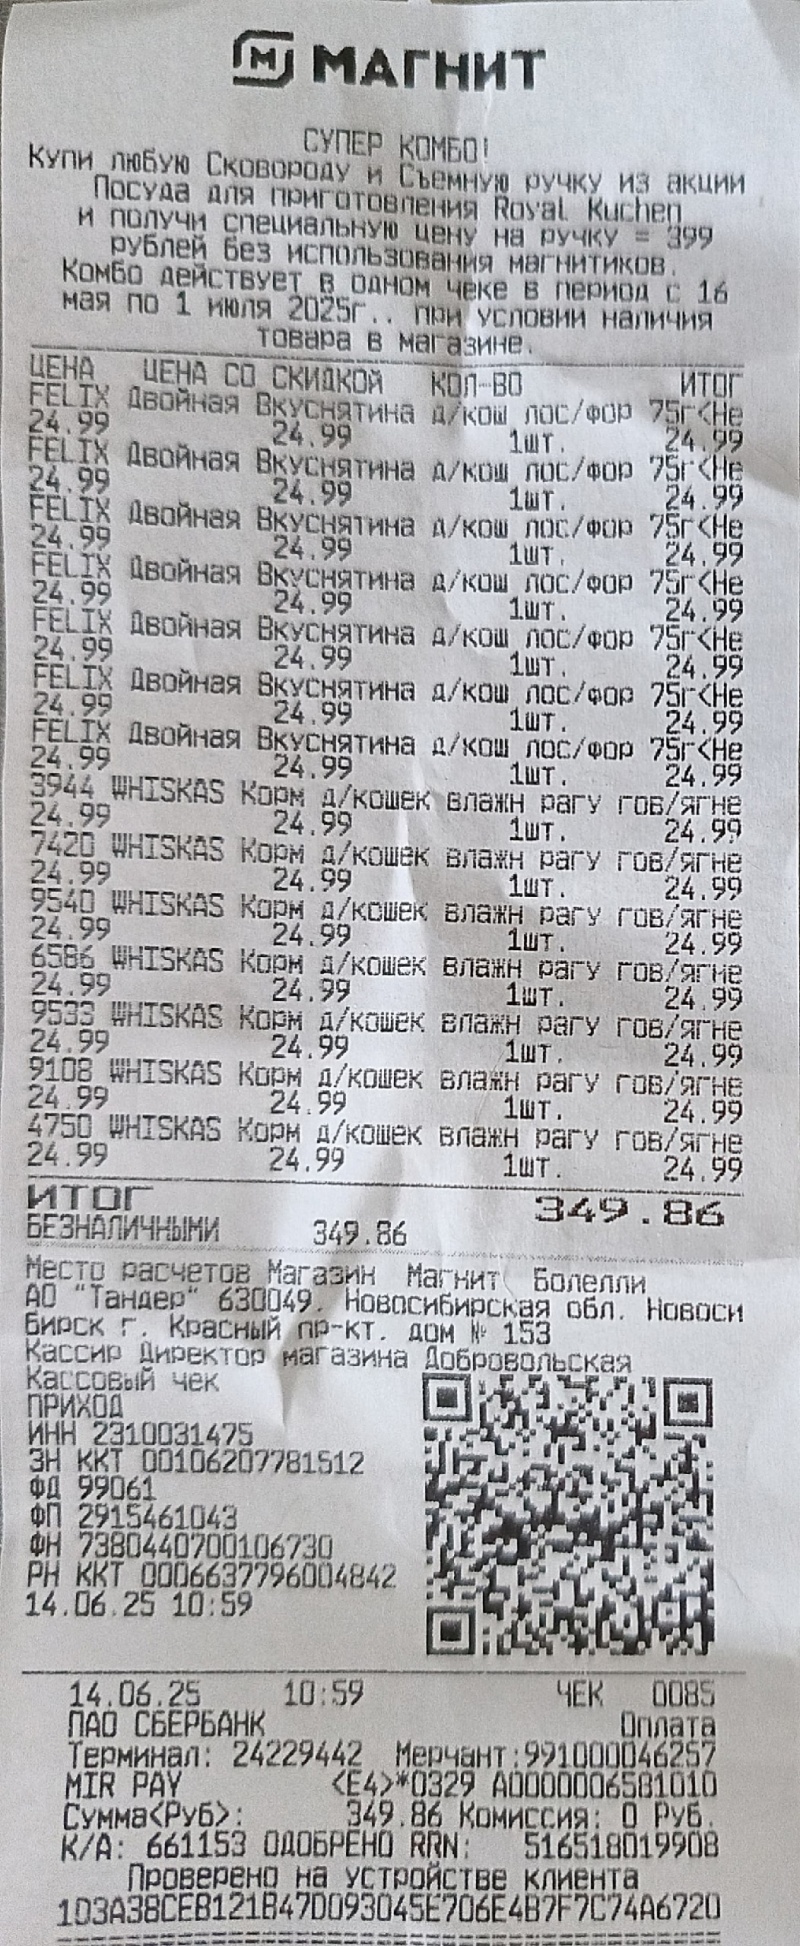 МАГНИТ
СУПЕР КОМБО!
Купи любую Сковороду и Съемную ручку из акции
Посуда для приготовления Royal Kuchen
и получи специальную цену на ручку = 399
рублей без использования магнитиков.
Комбо действует в одном чеке в период с 16
мая по 1 июля 2025г.. при условии наличия
товара в магазине.
ЦЕНА ЦЕНА СО СКИДКОЙ КОЛ-ВО ИТОГ
FELIX Двойная Вкуснятина д/кош лос/фор 75г<Не
24.99 24.99 1шт. 24.99
FELIX Двойная Вкуснятина д/кош лос/фор 75г<Не
24.99 24.99 1шт. 24.99
FELIX Двойная Вкуснятина д/кош лос/фор 75г<Не
24.99 24.99 1шт. 24.99
FELIX Двойная Вкуснятина д/кош лос/фор 75г<Не
24.99 24.99 1шт. 24.99
FELIX Двойная Вкуснятина д/кош лос/фор 75г<Не
24.99 24.99 1шт. 24.99
FELIX Двойная Вкуснятина д/кош лос/фор 75г<Не
24.99 24.99 1шт. 24.99
FELIX Двойная Вкуснятина д/кош лос/фор 75г<Не
24.99 24.99 1шт. 24.99
3944 WHISKAS Корм д/кошек влажн рагу гов/ягне
24.99 24.99 1шт. 24.99
7420 WHISKAS Корм д/кошек влажн рагу гов/ягне
24.99 24.99 1шт. 24.99
9540 WHISKAS Корм д/кошек влажн рагу гов/ягне
24.99 24.99 1шт. 24.99
6586 WHISKAS Корм д/кошек влажн рагу гов/ягне
24.99 24.99 1шт. 24.99
9533 WHISKAS Корм д/кошек влажн рагу гов/ягне
24.99 24.99 1шт. 24.99
9108 WHISKAS Корм д/кошек влажн рагу гов/ягне
24.99 24.99 1шт. 24.99
4750 WHISKAS Корм д/кошек влажн рагу гов/ягне
24.99 24.99 1шт. 24.99
ИТОГ 349.86
БЕЗНАЛИЧНЫМИ 349.86
Место расчетов Магазин Магнит Болелли
АО "Тандер" 630049. Новосибирская обл. Новоси
бирск г. Красный пр-кт. дом № 153
Кассир Директор магазина Добровольская
Кассовый чек
ПРИХОД
ИНН 2310031475
ЗН ККТ 00106207781512
ФД 99061
ФП 2915461043
ФН 7380440700106730
РН ККТ 0006637796004842
14.06.25 10:59
14.06.25 10:59 ЧЕК 0085
ПАО СБЕРБАНК Оплата
Терминал: 24229442 Мерчант:991000046257
MIR PAY <E4>*0329 A0000006581010
Сумма<Руб>: 349.86 Комиссия: 0 Руб.
К/А: 661153 ОДОБРЕНО RRN: 516518019908
Проверено на устройстве клиента
1D3A38CEB121B47D093045E706E4B7F7C74A6720